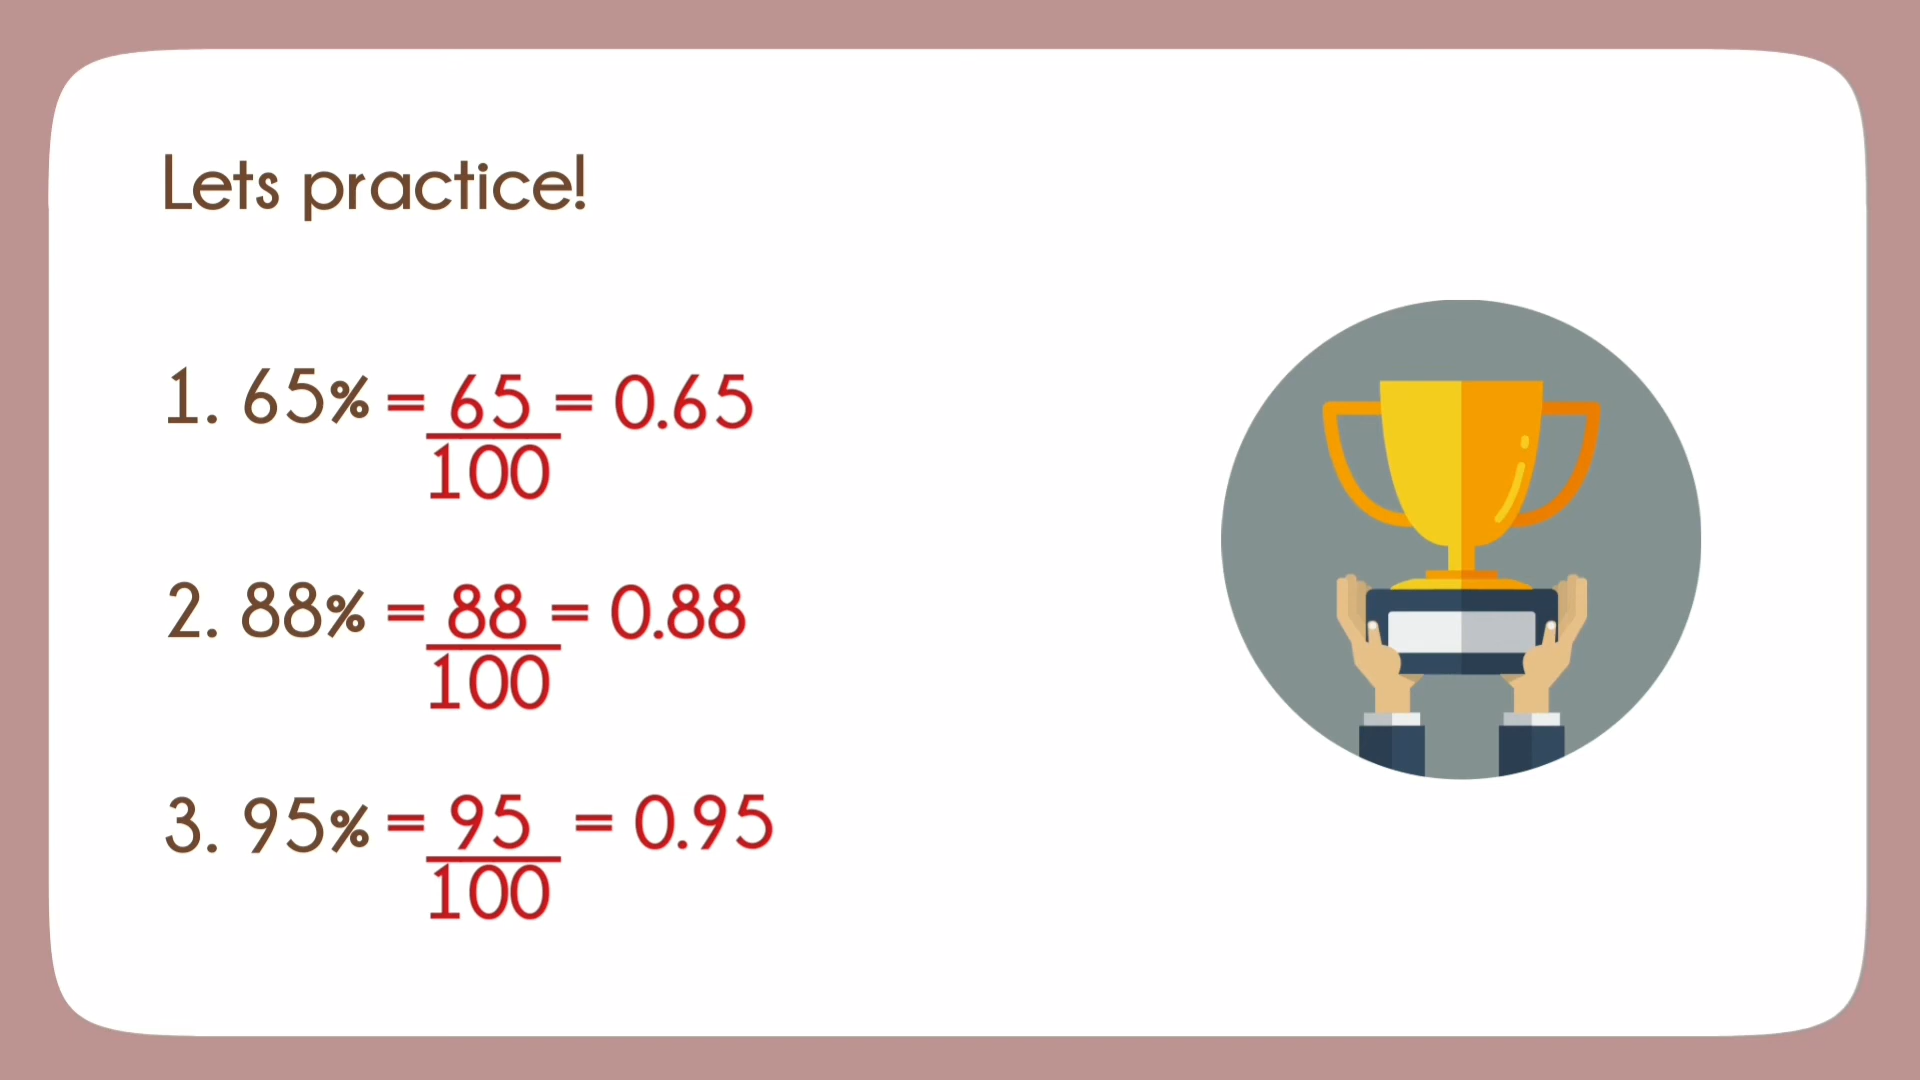 Lets practice!
1. 65% = 65 = 0.65
100
2. 88% = 88 = 0.88
100
3. 95% = 95 = 0.95
100